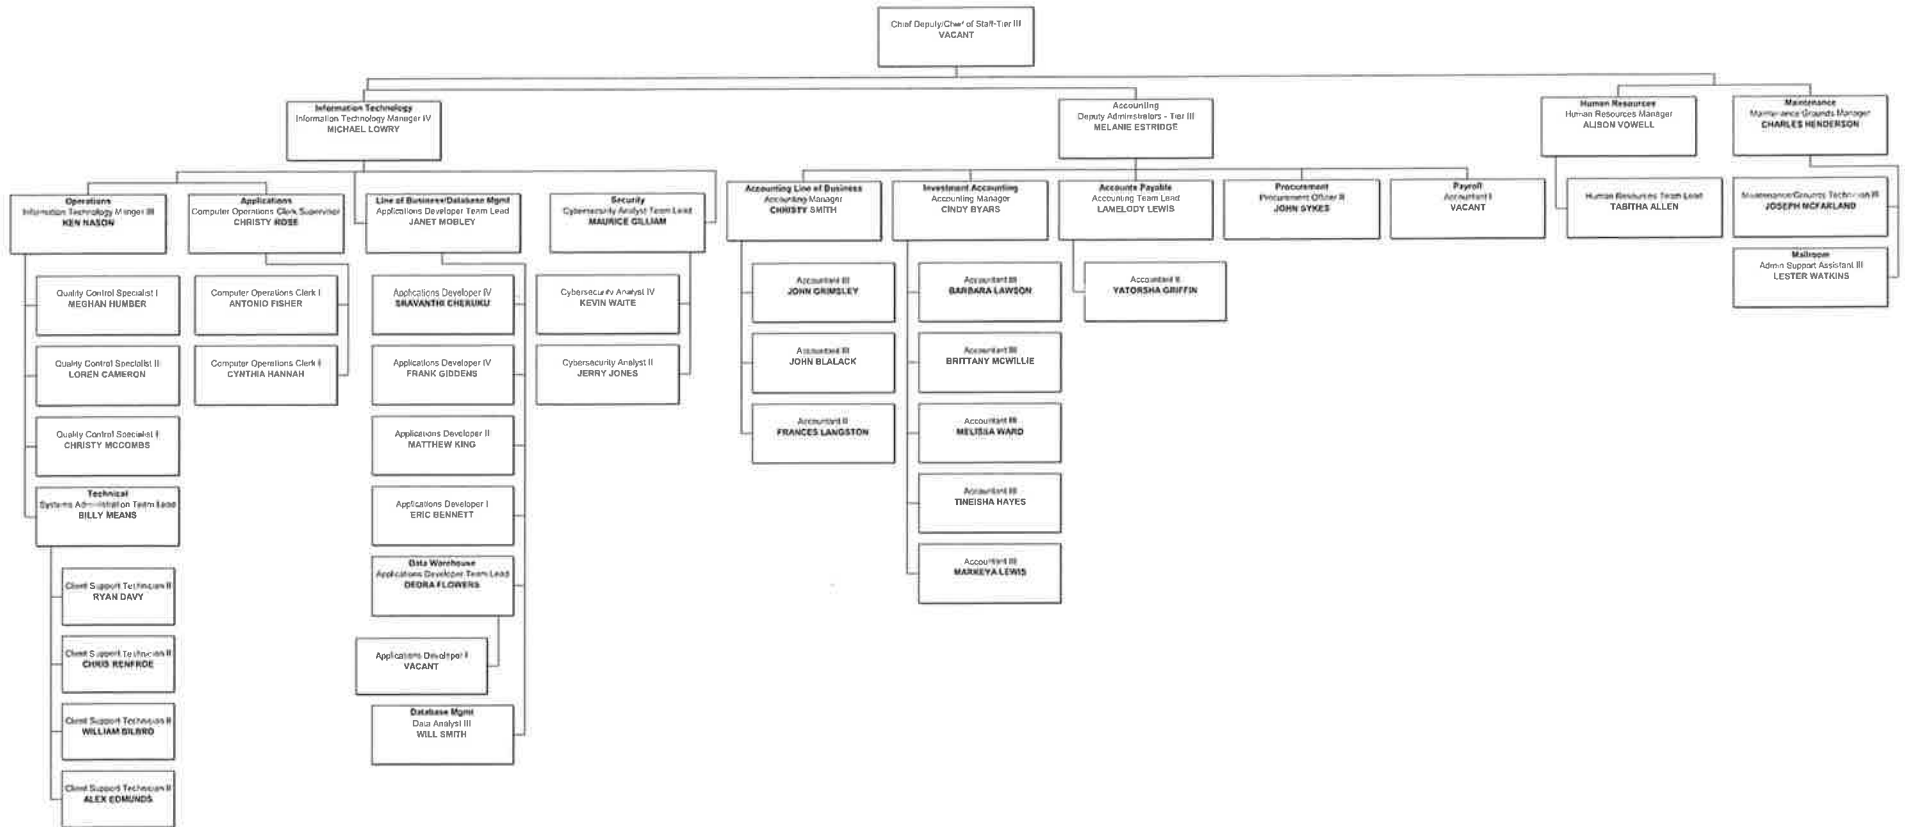 Chief Deputy/Chief of Staff-Tier III
VACANT
Information Technology
Information Technology Manager IV
MICHAEL LOWRY
Accounting
Deputy Administrators - Tier III
MELANIE ESTRIDGE
Human Resources
Human Resources Manager
ALISON VOWELL
Maintenance
Maintenance/Grounds Manager
CHARLES HENDERSON
Operations
Information Technology Manger III
KEN NASON
Applications
Computer Operations Clerk Supervisor
CHRISTY ROSE
Line of Business/Database Mgmt
Applications Developer Team Lead
JANET MOBLEY
Security
Cybersecurity Analyst Team Lead
MAURICE GILLIAM
Accounting Line of Business
Accounting Manager
CHRISTY SMITH
Investment Accounting
Accounting Manager
CINDY BYARS
Accounts Payable
Accounting Team Lead
LAMELODY LEWIS
Procurement
Procurement Officer II
JOHN SYKES
Payroll
Accountant I
VACANT
Human Resources Team Lead
TABITHA ALLEN
Maintenance/Grounds Technician III
JOSEPH MCFARLAND
Mailroom
Admin Support Assistant III
LESTER WATKINS
Quality Control Specialist I
MEGHAN HUMBER
Quality Control Specialist II
LOREN CAMERON
Quality Control Specialist II
CHRISTY MCCOMBS
Technical
Systems Administration Team Lead
BILLY MEANS
Client Support Technician II
RYAN DAVY
Client Support Technician II
CHRIS RENFROE
Client Support Technician II
WILLIAM BILBRO
Client Support Technician II
ALEX EDMUNDS
Computer Operations Clerk I
ANTONIO FISHER
Computer Operations Clerk II
CYNTHIA HANNAH
Applications Developer IV
SRAVANTHI CHERUKU
Applications Developer IV
FRANK GIDDENS
Applications Developer II
MATTHEW KING
Applications Developer I
ERIC BENNETT
Data Warehouse
Applications Developer Team Lead
DEDRA FLOWERS
Applications Developer II
VACANT
Database Mgmt
Data Analyst III
WILL SMITH
Cybersecurity Analyst IV
KEVIN WAITE
Cybersecurity Analyst II
JERRY JONES
Accountant III
JOHN GRIMSLEY
Accountant III
JOHN BLALACK
Accountant II
FRANCES LANGSTON
Accountant III
BARBARA LAWSON
Accountant III
BRITTANY MCWILLIE
Accountant III
MELISSA WARD
Accountant III
TINEISHA HAYES
Accountant III
MARKEYA LEWIS
Accountant II
YATORSHA GRIFFIN